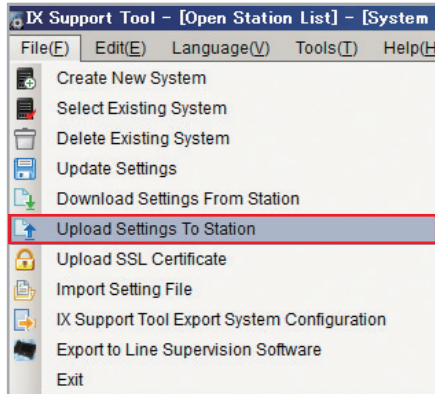 IX Support Tool – [Open Station List] – [System
File(F) Edit(E) Language(V) Tools(T) Help(H
Create New System
Select Existing System
Delete Existing System
Update Settings
Download Settings From Station
Upload Settings To Station
Upload SSL Certificate
Import Setting File
IX Support Tool Export System Configuration
Export to Line Supervision Software
Exit